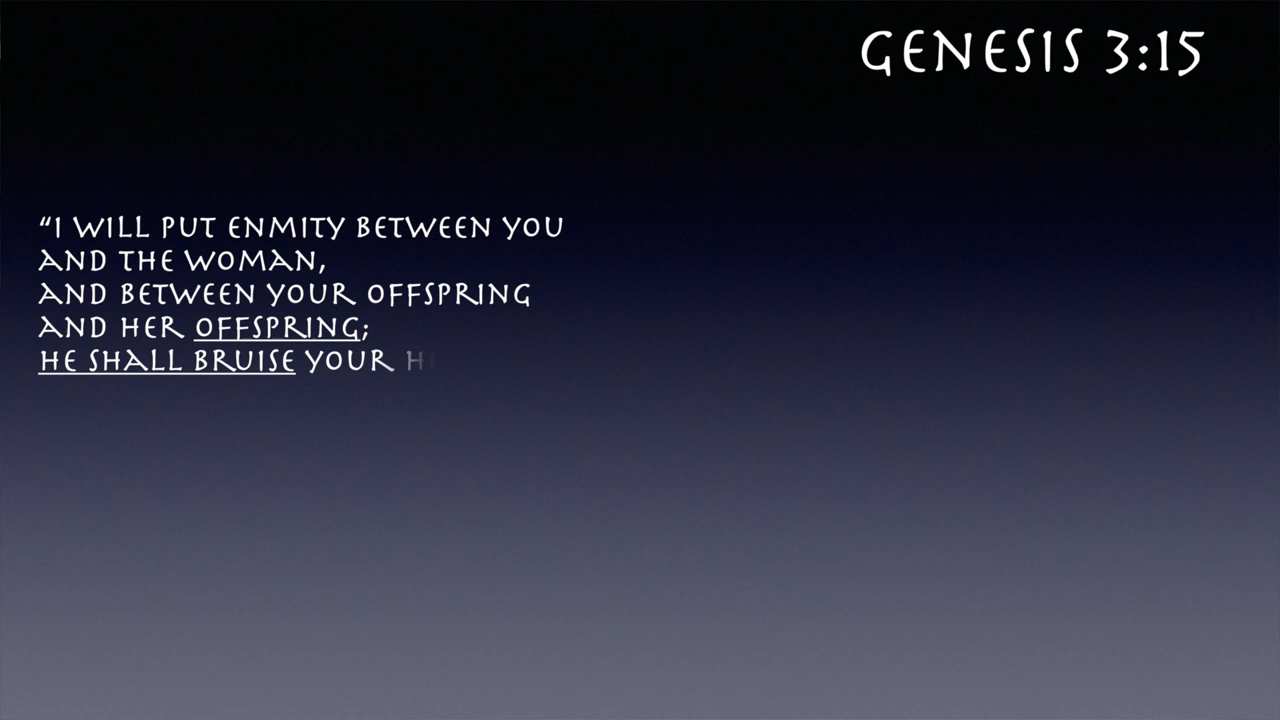 GENESIS 3:15
“I WILL PUT ENMITY BETWEEN YOU
AND THE WOMAN,
AND BETWEEN YOUR OFFSPRING
AND HER OFFSPRING;
HE SHALL BRUISE YOUR